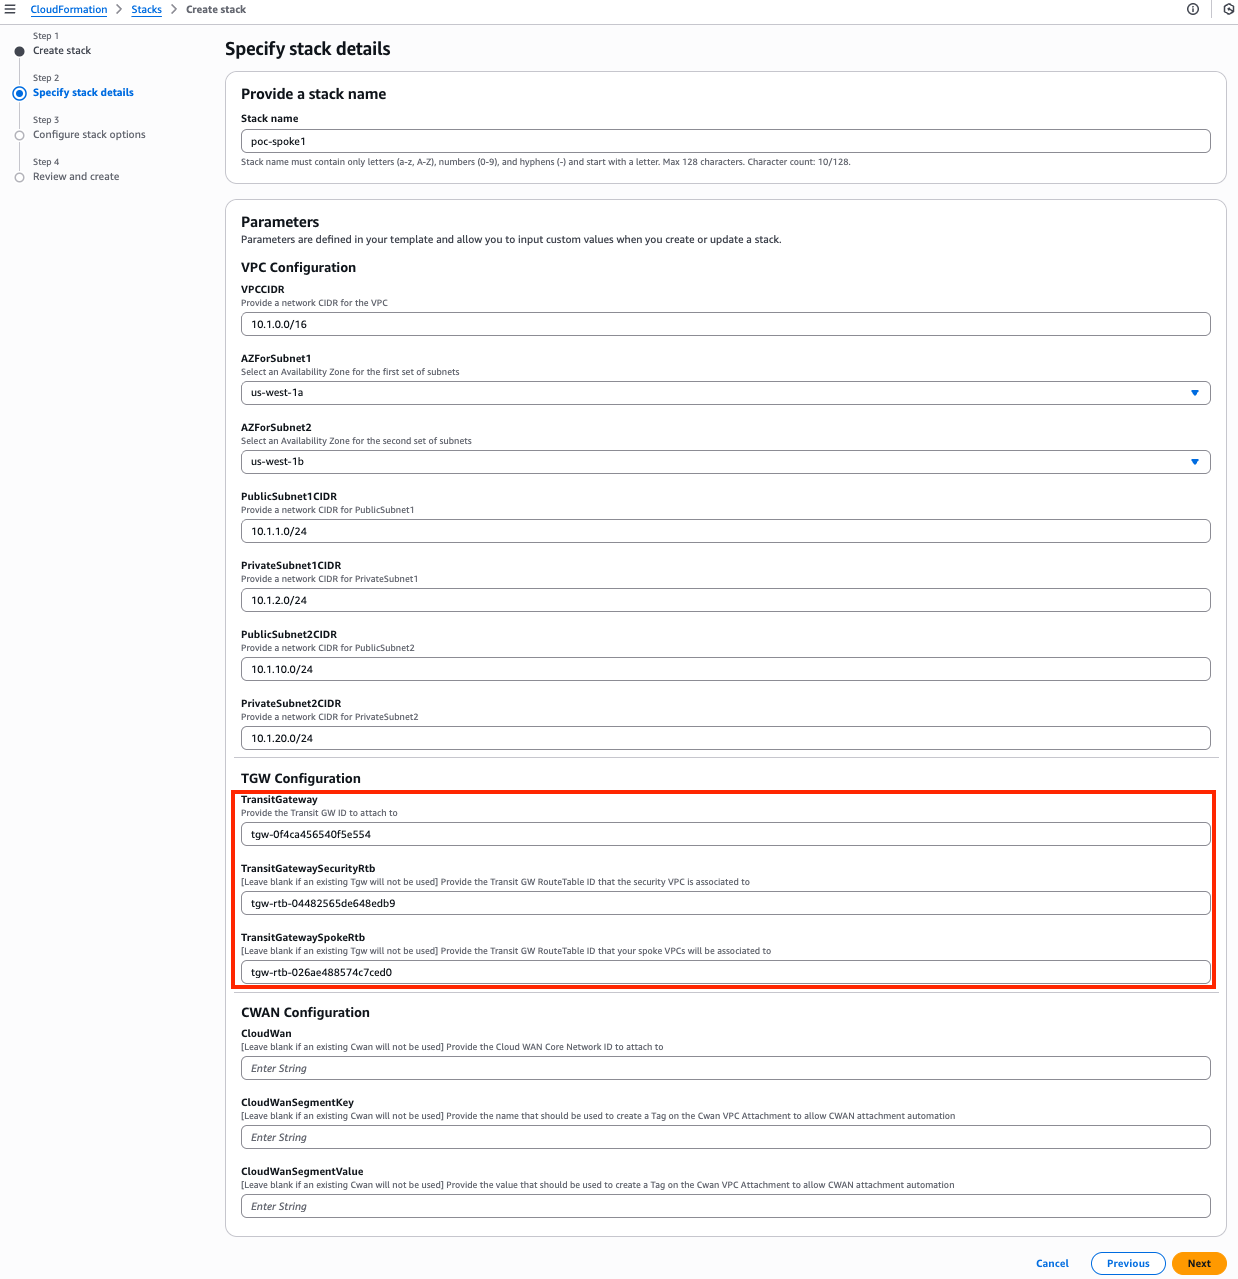 CloudFormation > Stacks > Create stack
Step 1
Create stack
Step 2
Specify stack details
Step 3
Configure stack options
Step 4
Review and create
Specify stack details
Provide a stack name
Stack name
poc-spoke1
Stack name must contain only letters (a-z, A-Z), numbers (0-9), and hyphens (-) and start with a letter. Max 128 characters. Character count: 10/128.
Parameters
Parameters are defined in your template and allow you to input custom values when you create or update a stack.
VPC Configuration
VPCCIDR
Provide a network CIDR for the VPC
10.1.0.0/16
AZForSubnet1
Select an Availability Zone for the first set of subnets
us-west-1a
AZForSubnet2
Select an Availability Zone for the second set of subnets
us-west-1b
PublicSubnet1CIDR
Provide a network CIDR for PublicSubnet1
10.1.1.0/24
PrivateSubnet1CIDR
Provide a network CIDR for PrivateSubnet1
10.1.2.0/24
PublicSubnet2CIDR
Provide a network CIDR for PublicSubnet2
10.1.10.0/24
PrivateSubnet2CIDR
Provide a network CIDR for PrivateSubnet2
10.1.20.0/24
TGW Configuration
TransitGateway
Provide the Transit GW ID to attach to
tgw-0f4ca456540f5e554
TransitGatewaySecurityRtb
[Leave blank if an existing Tgw will not be used] Provide the Transit GW RouteTable ID that the security VPC is associated to
tgw-rtb-04482565de648edb9
TransitGatewaySpokeRtb
[Leave blank if an existing Tgw will not be used] Provide the Transit GW RouteTable ID that your spoke VPCs will be associated to
tgw-rtb-026ae488574c7ced0
CWAN Configuration
CloudWan
[Leave blank if an existing Cwan will not be used] Provide the Cloud WAN Core Network ID to attach to
Enter String
CloudWanSegmentKey
[Leave blank if an existing Cwan will not be used] Provide the name that should be used to create a Tag on the Cwan VPC Attachment to allow CWAN attachment automation
Enter String
CloudWanSegmentValue
[Leave blank if an existing Cwan will not be used] Provide the value that should be used to create a Tag on the Cwan VPC Attachment to allow CWAN attachment automation
Enter String
Cancel Previous Next